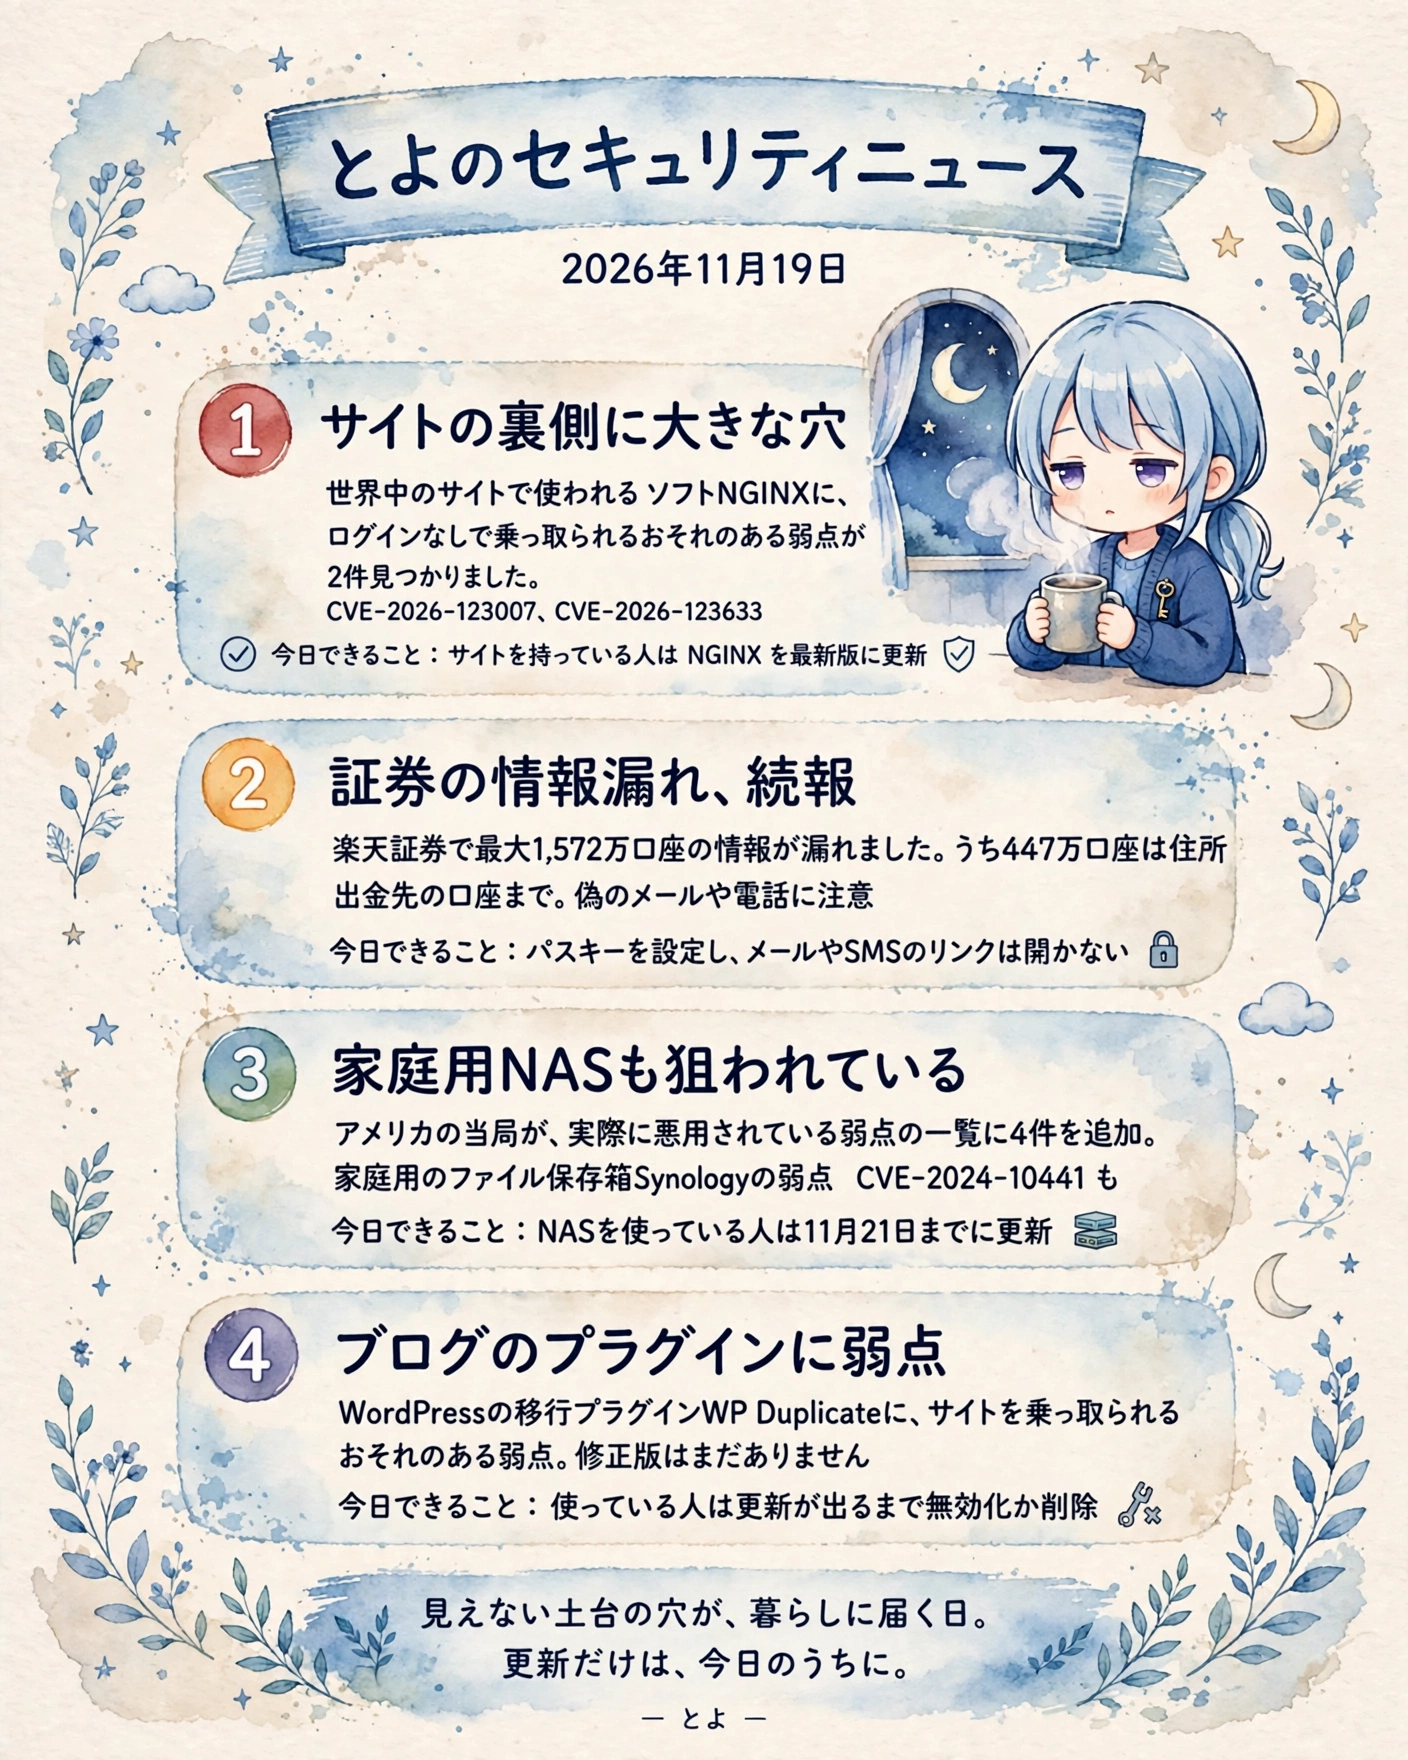 とよのセキュリティニュース
2026年11月19日
1 サイトの裏側に大きな穴
世界中のサイトで使われる ソフトNGINXに、
ログインなしで乗っ取られるおそれのある弱点が
2件見つかりました。
CVE-2026-123007、CVE-2026-123633
今日できること：サイトを持っている人は NGINX を最新版に更新
2 証券の情報漏れ、続報
楽天証券で最大1,572万口座の情報が漏れました。うち447万口座は住所
出金先の口座まで。偽のメールや電話に注意
今日できること：パスキーを設定し、メールやSMSのリンクは開かない
3 家庭用NASも狙われている
アメリカの当局が、実際に悪用されている弱点の一覧に4件を追加。
家庭用のファイル保存箱Synologyの弱点 CVE-2024-10441 も
今日できること：NASを使っている人は11月21日までに更新
4 ブログのプラグインに弱点
WordPressの移行プラグインWP Duplicateに、サイトを乗っ取られる
おそれのある弱点。修正版はまだありません
今日できること：使っている人は更新が出るまで無効化か削除
見えない土台の穴が、暮らしに届く日。
更新だけは、今日のうちに。
— とよ —